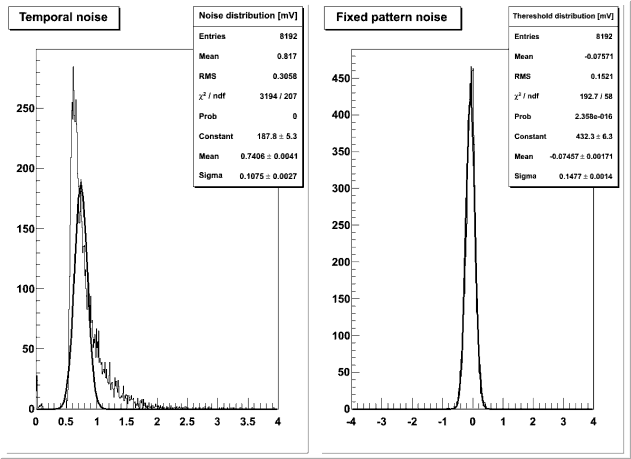 Temporal noise
Noise distribution [mV]
Entries 8192
Mean 0.817
RMS 0.3058
χ² / ndf 3194 / 207
Prob 0
Constant 187.8 ± 5.3
Mean 0.7406 ± 0.0041
Sigma 0.1075 ± 0.0027
250
200
150
100
50
0
0 0.5 1 1.5 2 2.5 3 3.5 4
Fixed pattern noise
Thereshold distribution [mV]
Entries 8192
Mean -0.07571
RMS 0.1521
χ² / ndf 192.7 / 58
Prob 2.358e-016
Constant 432.3 ± 6.3
Mean -0.07457 ± 0.00171
Sigma 0.1477 ± 0.0014
450
400
350
300
250
200
150
100
50
0
-4 -3 -2 -1 0 1 2 3 4